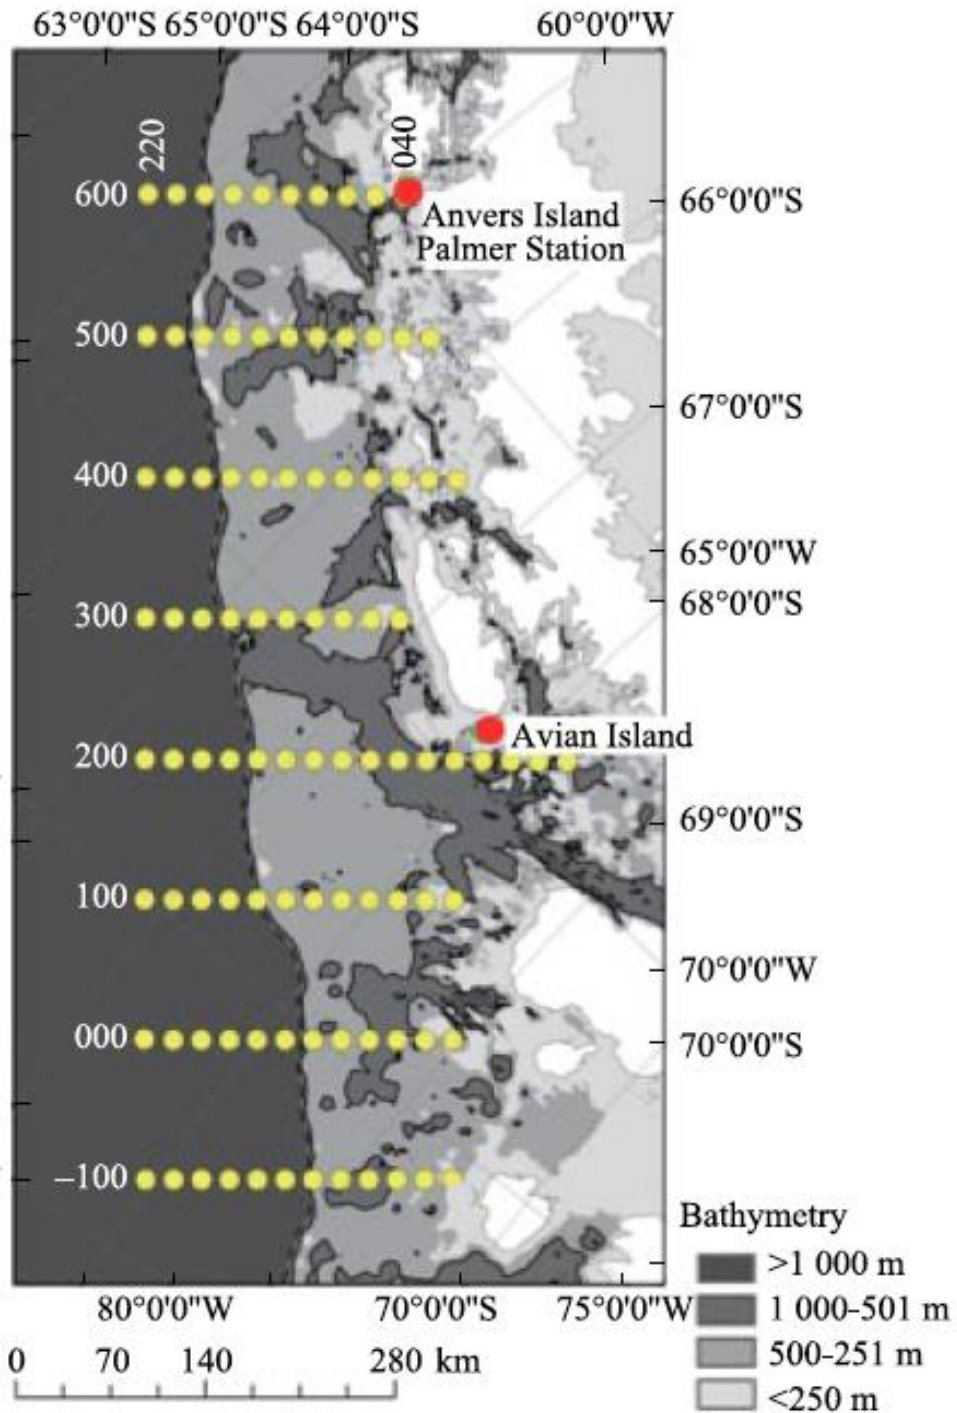 63°0'0"S 65°0'0"S 64°0'0"S 60°0'0"W
220
040
600
66°0'0"S
Anvers Island
Palmer Station
500
67°0'0"S
400
65°0'0"W
300
68°0'0"S
Avian Island
200
69°0'0"S
100
70°0'0"W
000
70°0'0"S
–100
Bathymetry
>1 000 m
1 000-501 m
500-251 m
<250 m
80°0'0"W 70°0'0"S 75°0'0"W
0 70 140 280 km